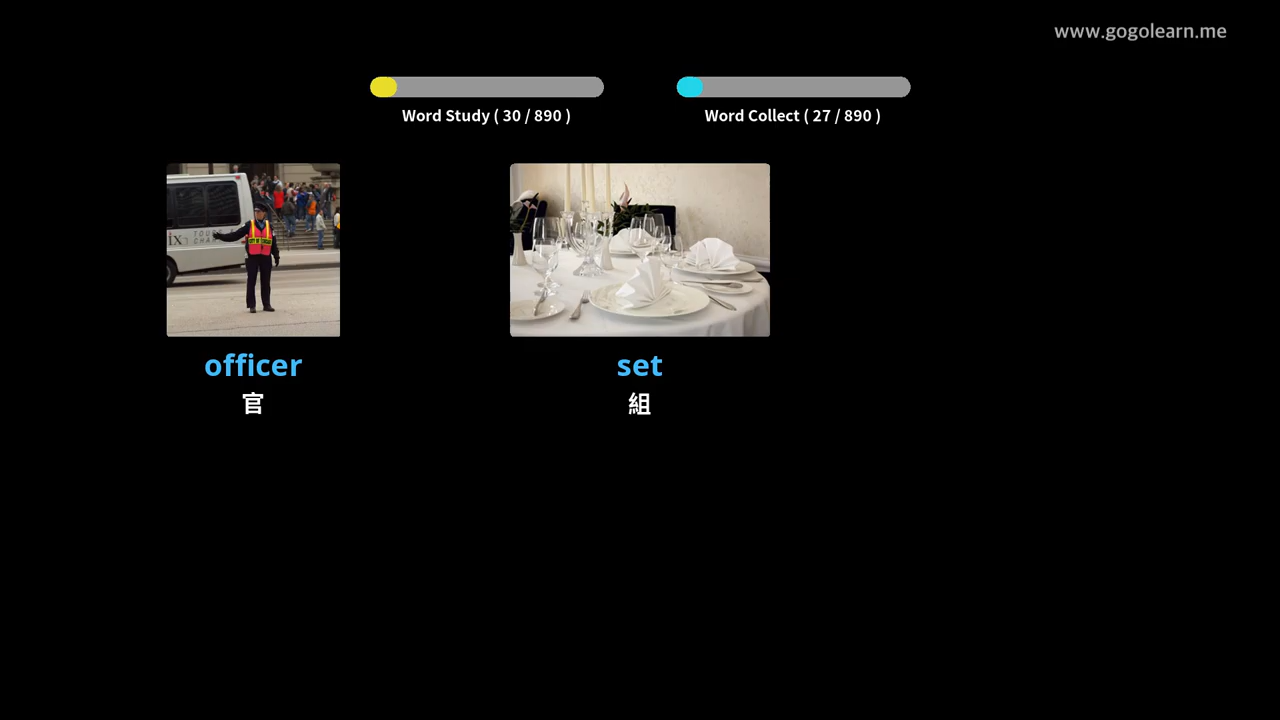 www.gogolearn.me
Word Study ( 30 / 890 )
Word Collect ( 27 / 890 )
officer
官
set
組